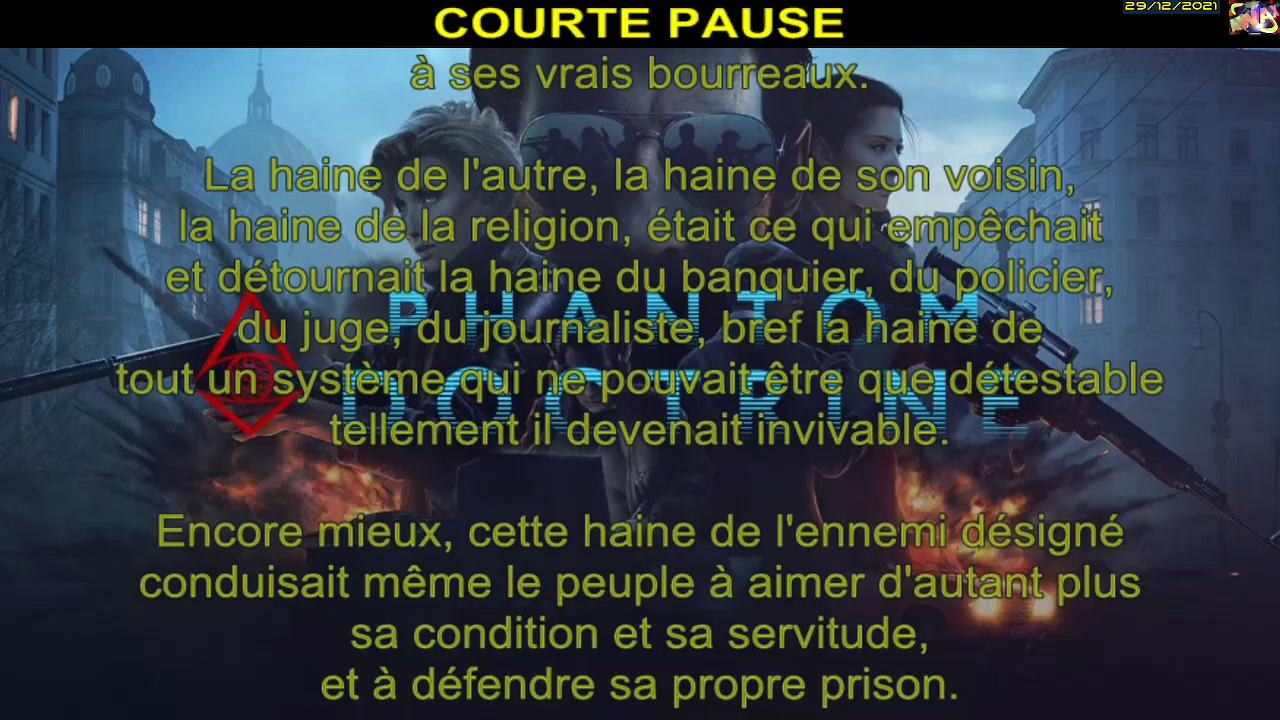 COURTE PAUSE
29/12/2021
à ses vrais bourreaux.
La haine de l'autre, la haine de son voisin,
la haine de la religion, était ce qui empêchait
et détournait la haine du banquier, du policier,
du juge, du journaliste, bref la haine de
tout un système qui ne pouvait être que détestable
tellement il devenait invivable.
Encore mieux, cette haine de l'ennemi désigné
conduisait même le peuple à aimer d'autant plus
sa condition et sa servitude,
et à défendre sa propre prison.
PHANTOM
DOCTRINE